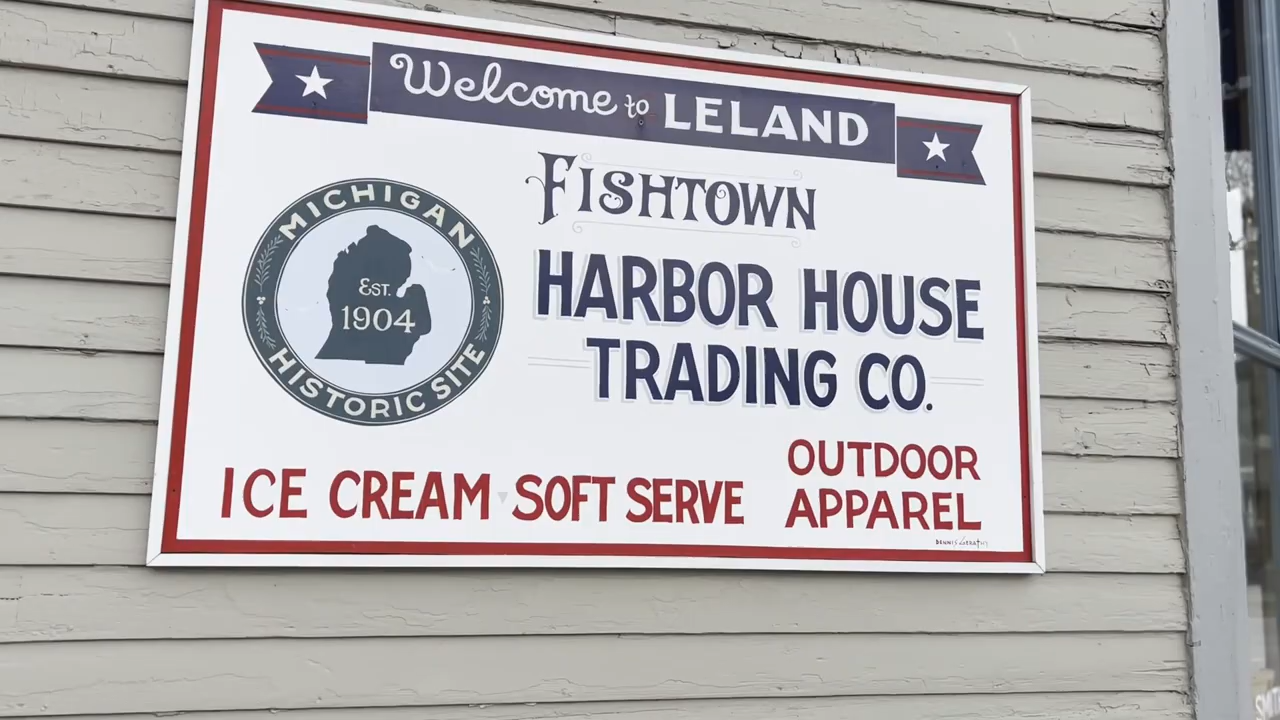 Welcome to LELAND
FISHTOWN
HARBOR HOUSE
TRADING CO.
MICHIGAN
EST.
1904
HISTORIC SITE
ICE CREAM SOFT SERVE
OUTDOOR
APPAREL